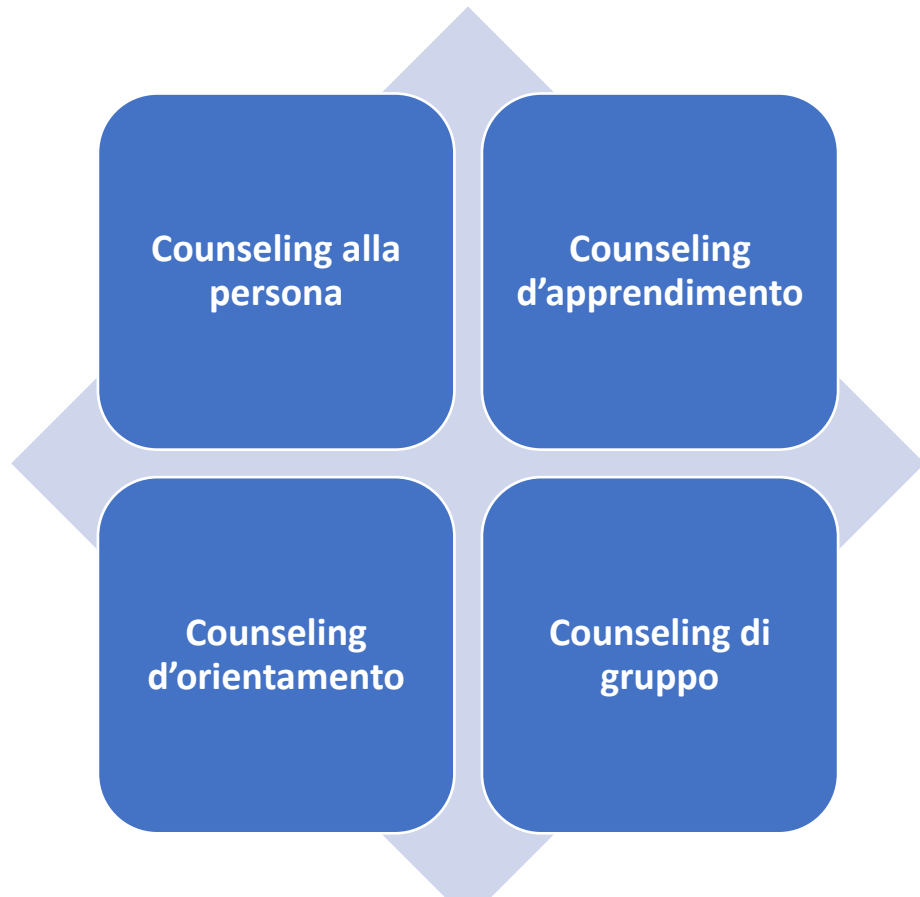 Counseling alla
persona
Counseling
d’apprendimento
Counseling
d’orientamento
Counseling di
gruppo